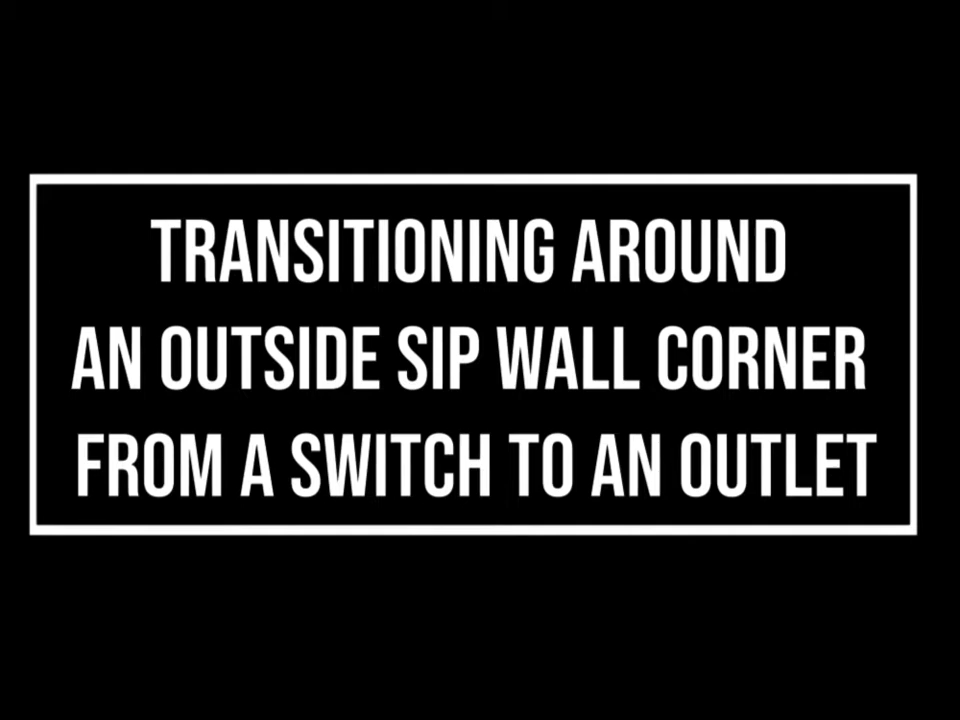 TRANSITIONING AROUND
AN OUTSIDE SIP WALL CORNER
FROM A SWITCH TO AN OUTLET